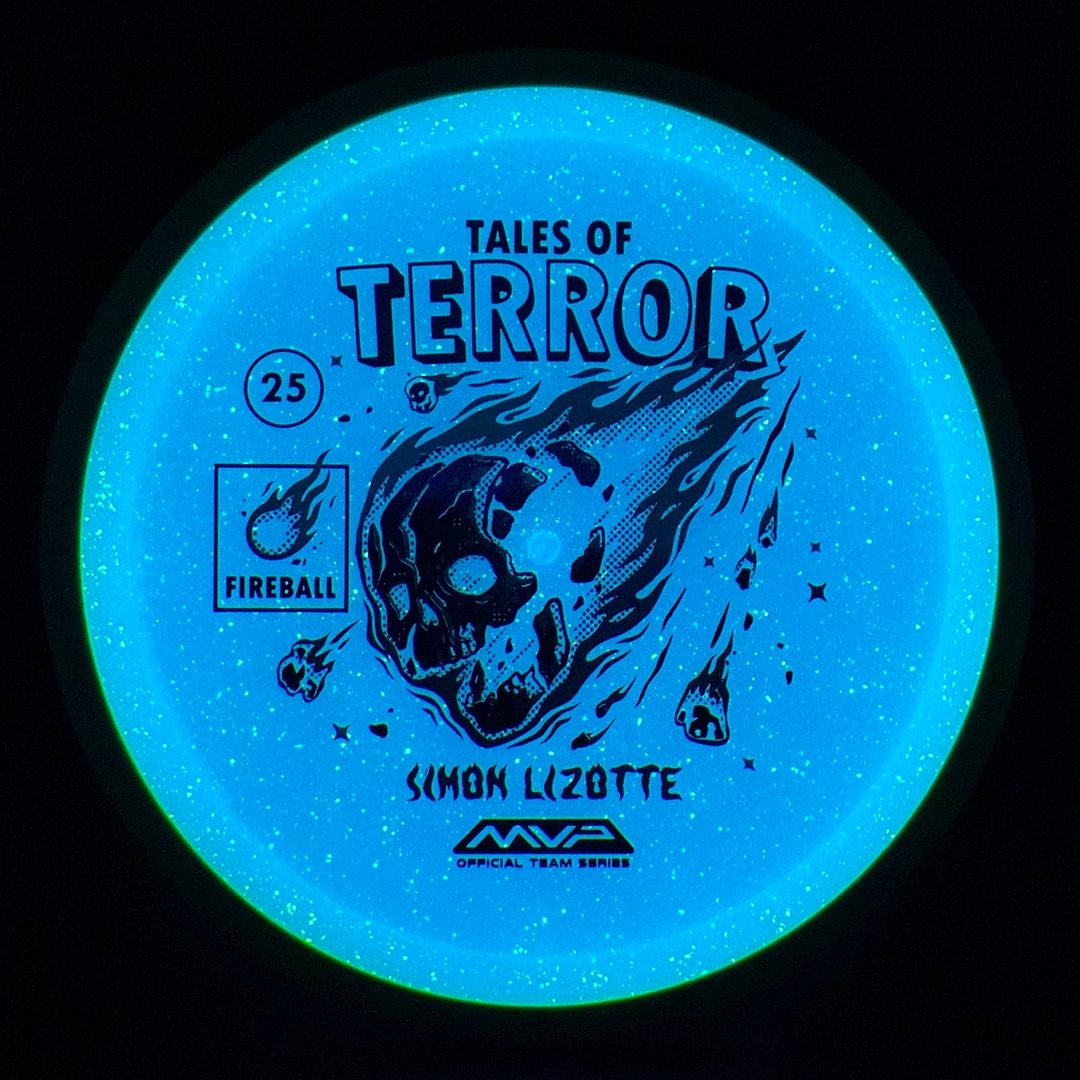 TALES OF
TERROR
25
FIREBALL
SIMON LIZOTTE
MVP
OFFICIAL TEAM SERIES